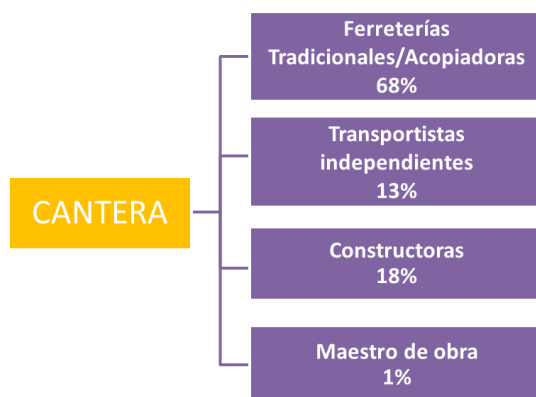 Ferreterías
Tradicionales/Acopiadoras
68%
Transportistas
independientes
13%
CANTERA
Constructoras
18%
Maestro de obra
1%